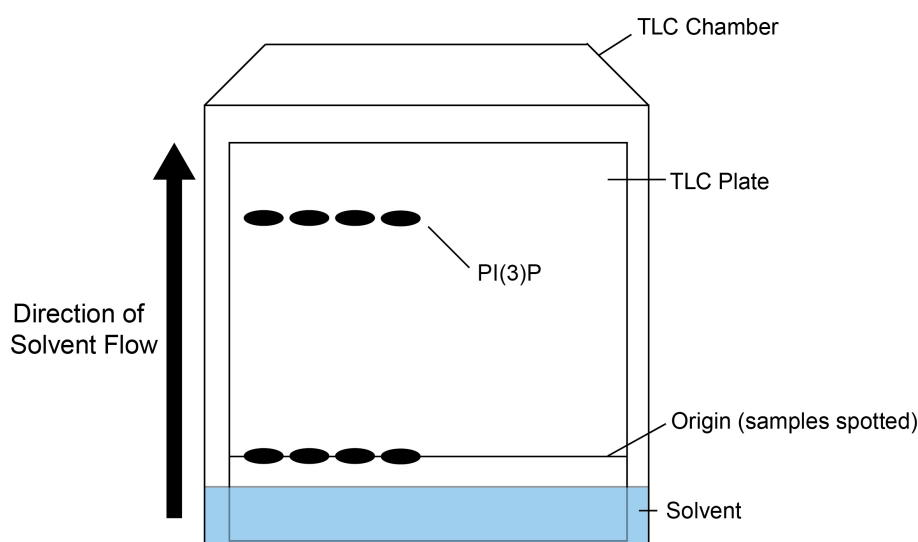 TLC Chamber
TLC Plate
PI(3)P
Direction of
Solvent Flow
Origin (samples spotted)
Solvent